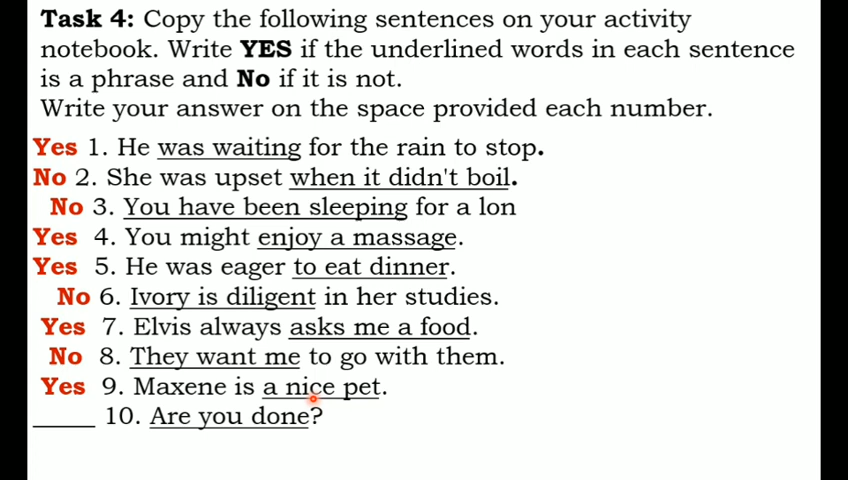 Task 4: Copy the following sentences on your activity
notebook. Write YES if the underlined words in each sentence
is a phrase and No if it is not.
Write your answer on the space provided each number.
Yes 1. He was waiting for the rain to stop.
No 2. She was upset when it didn't boil.
No 3. You have been sleeping for a lon
Yes 4. You might enjoy a massage.
Yes 5. He was eager to eat dinner.
No 6. Ivory is diligent in her studies.
Yes 7. Elvis always asks me a food.
No 8. They want me to go with them.
Yes 9. Maxene is a nice pet.
_____ 10. Are you done?